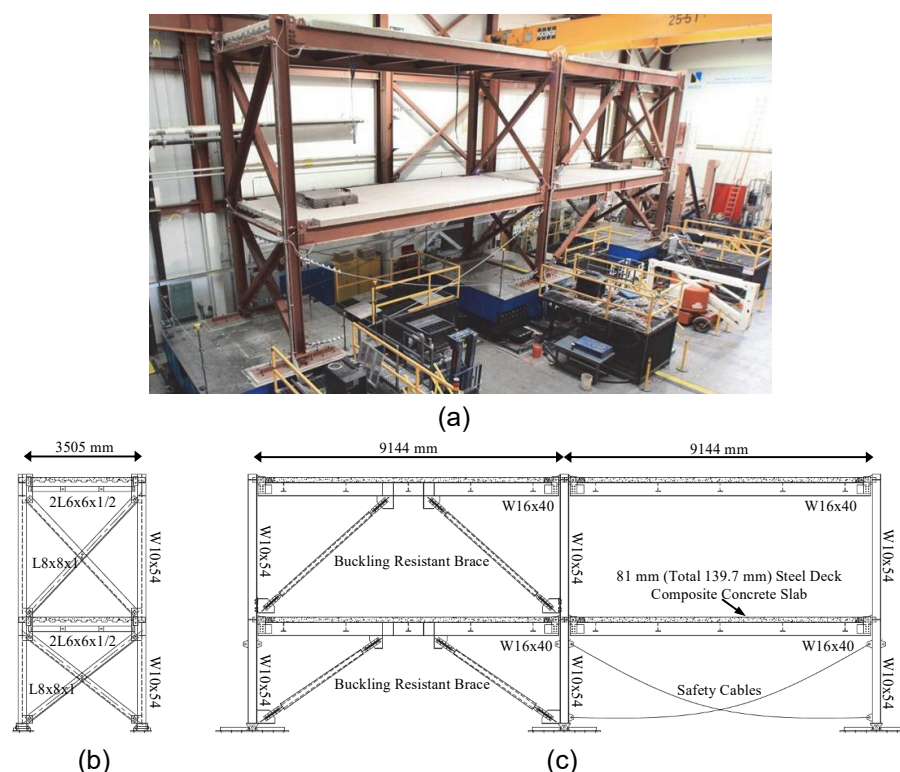 25-5T
(a)
3505 mm
9144 mm
9144 mm
2L6x6x1/2
L8x8x1
W10x54
2L6x6x1/2
L8x8x1
W10x54
W16x40
W16x40
W10x54
Buckling Resistant Brace
W10x54
W10x54
81 mm (Total 139.7 mm) Steel Deck
Composite Concrete Slab
W16x40
W16x40
W10x54
Buckling Resistant Brace
W10x54
Safety Cables
W10x54
(b)
(c)